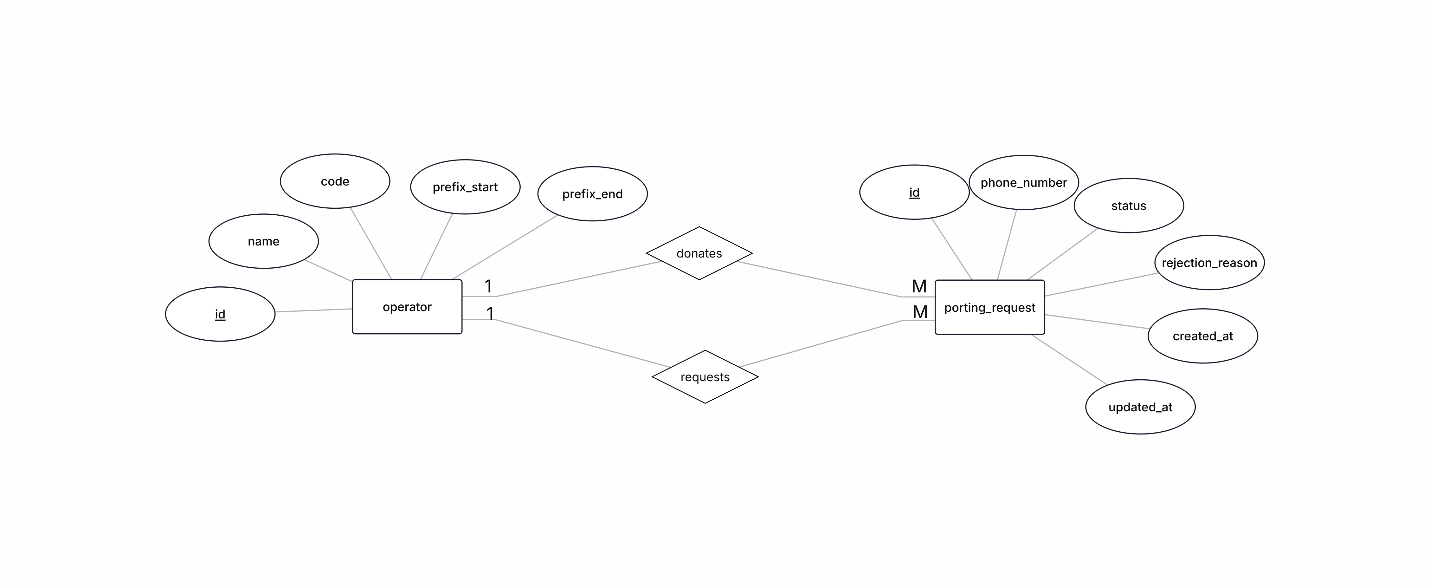 code
prefix_start
prefix_end
name
id
operator
1
1
donates
requests
M
M
id
phone_number
status
rejection_reason
porting_request
created_at
updated_at